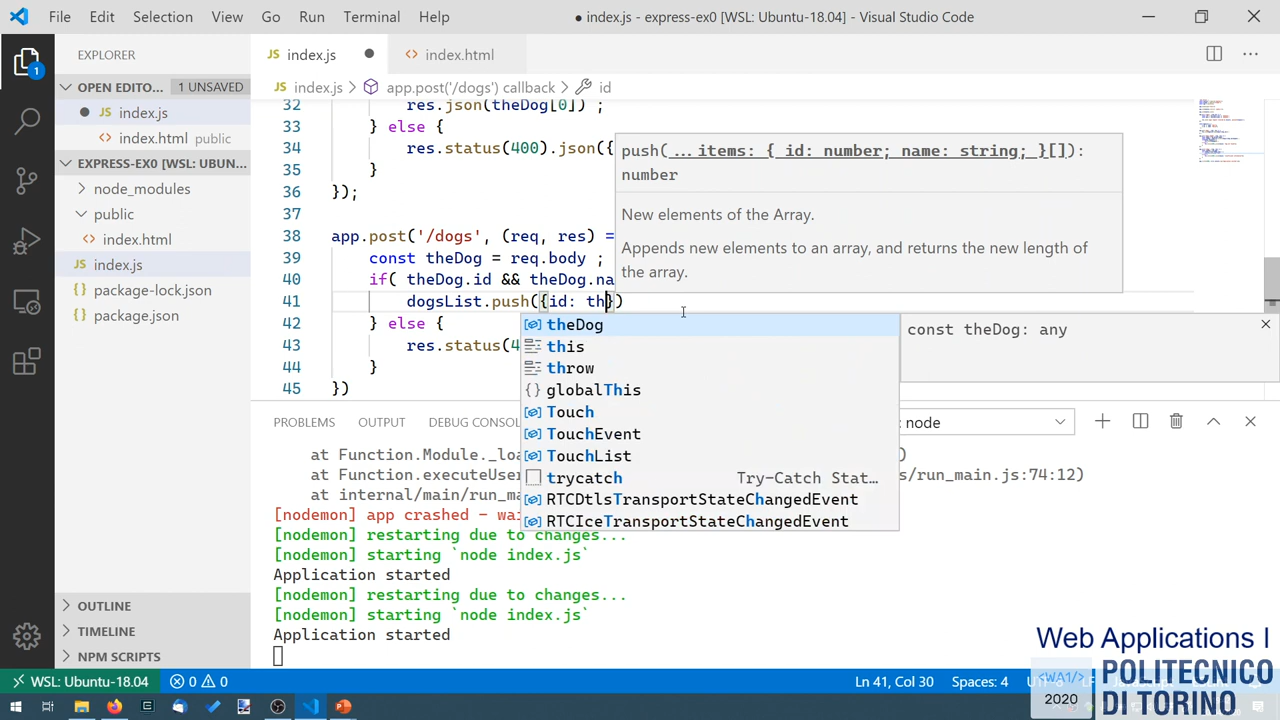 File Edit Selection View Go Run Terminal Help
● index.js - express-ex0 [WSL: Ubuntu-18.04] - Visual Studio Code
EXPLORER
JS index.js ●
<> index.html
OPEN EDITO... 1 UNSAVED
● index.js
index.html public
EXPRESS-EX0 [WSL: UBUN...
node_modules
public
<> index.html
JS index.js
{} package-lock.json
{} package.json
OUTLINE
TIMELINE
NPM SCRIPTS
1
JS index.js > app.post('/dogs') callback > id
32 res.json(theDog[0]) ;
33 } else {
34 res.status(400).json({
35 }
36 });
37
38 app.post('/dogs', (req, res) =
39 const theDog = req.body ;
40 if( theDog.id && theDog.na
41 dogsList.push({id: th})
42 } else {
43 res.status(4
44 }
45 })
push(...items: { id: number; name: string; }[]):
number
New elements of the Array.
Appends new elements to an array, and returns the new length of
the array.
theDog
this
throw
globalThis
Touch
TouchEvent
TouchList
trycatch Try-Catch Stat...
RTCDtlsTransportStateChangedEvent
RTCIceTransportStateChangedEvent
const theDog: any
PROBLEMS OUTPUT DEBUG CONSOL
node
at Function.Module._loa
at Function.executeUser s/run_main.js:74:12)
at internal/main/run_ma
[nodemon] app crashed - wai
[nodemon] restarting due to changes...
[nodemon] starting `node index.js`
Application started
[nodemon] restarting due to changes...
[nodemon] starting `node index.js`
Application started
WSL: Ubuntu-18.04 0 0
Ln 41, Col 30 Spaces: 4
Web Applications I
<WA1/>
2020
POLITECNICO
DI TORINO